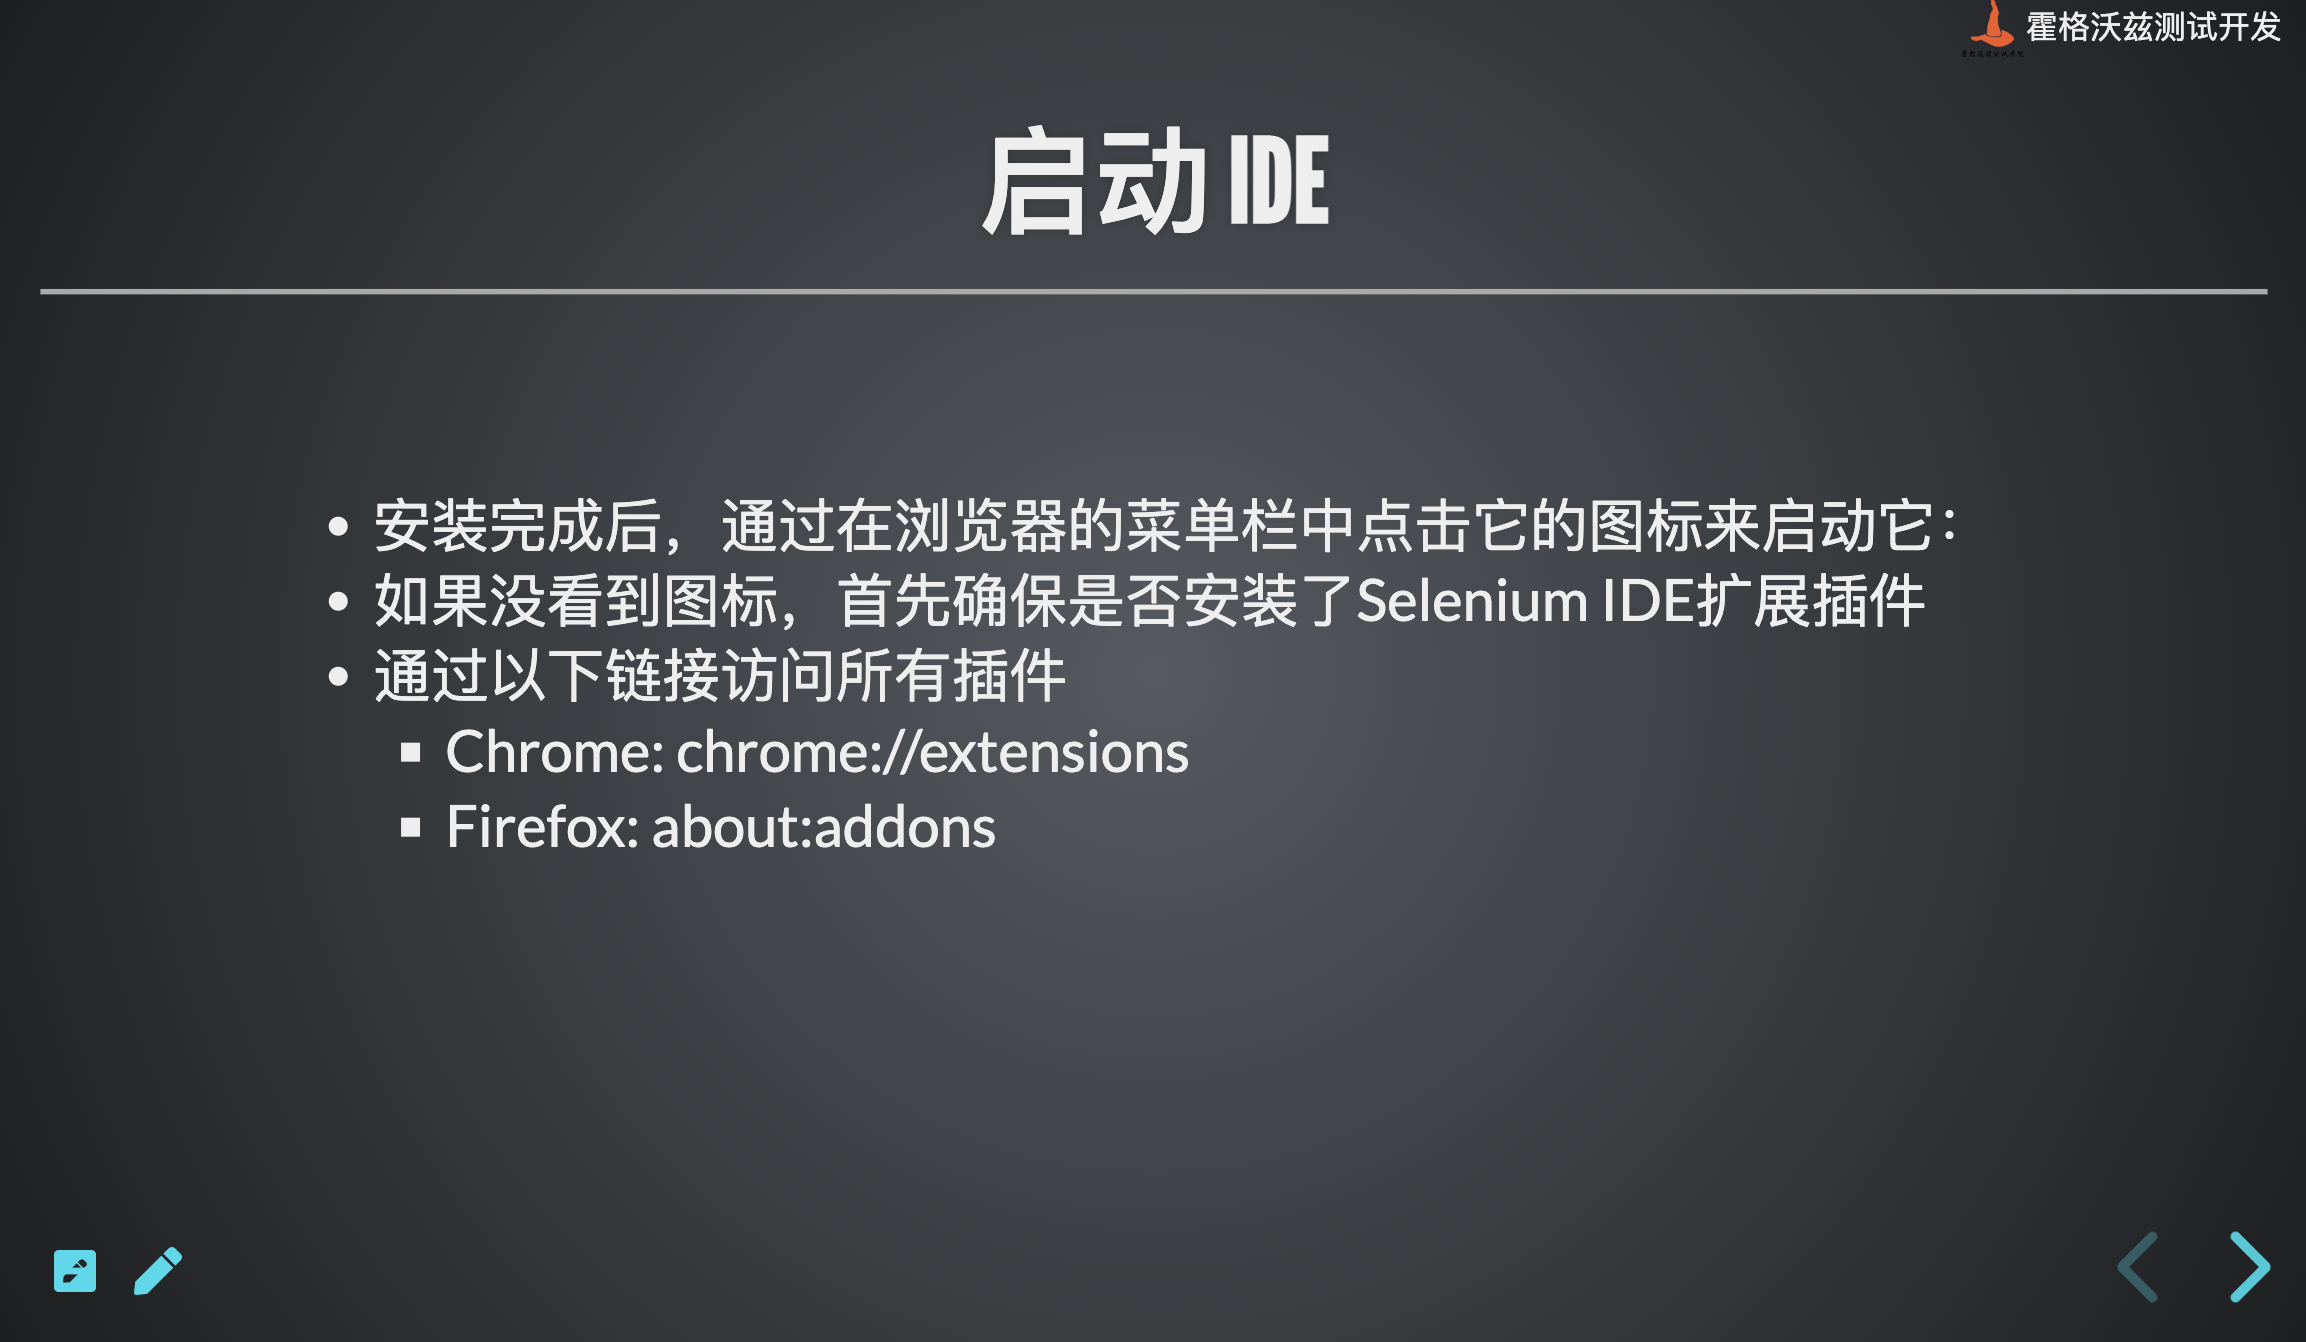 霍格沃兹测试开发
启动 IDE
安装完成后，通过在浏览器的菜单栏中点击它的图标来启动它：
如果没看到图标，首先确保是否安装了Selenium IDE扩展插件
通过以下链接访问所有插件
Chrome: chrome://extensions
Firefox: about:addons